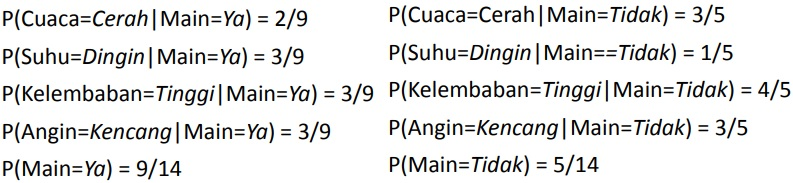 P(Cuaca=Cerah|Main=Ya) = 2/9
P(Suhu=Dingin|Main=Ya) = 3/9
P(Kelembaban=Tinggi|Main=Ya) = 3/9
P(Angin=Kencang|Main=Ya) = 3/9
P(Main=Ya) = 9/14
P(Cuaca=Cerah|Main=Tidak) = 3/5
P(Suhu=Dingin|Main==Tidak) = 1/5
P(Kelembaban=Tinggi|Main=Tidak) = 4/5
P(Angin=Kencang|Main=Tidak) = 3/5
P(Main=Tidak) = 5/14